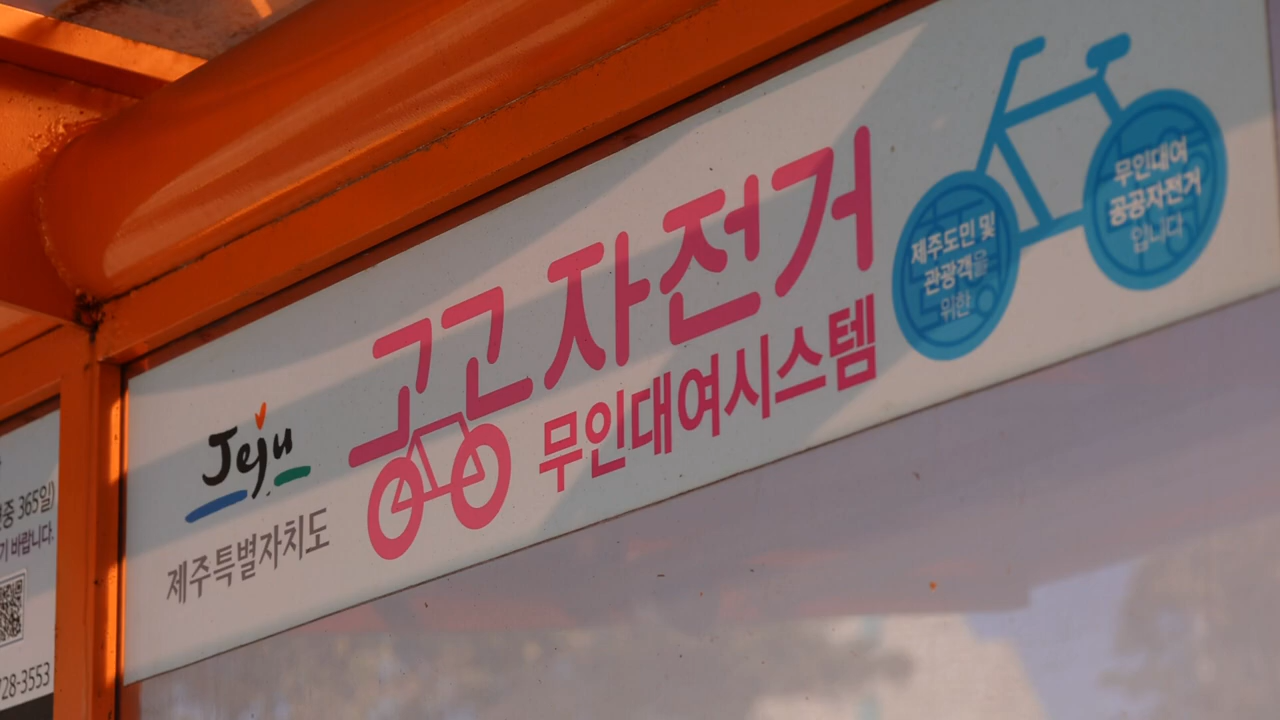 Jeju
제주특별자치도
공공자전거
무인대여시스템
제주도민 및
관광객을
위한
무인대여
공공자전거
입니다
365일)
바랍니다.
728-3553